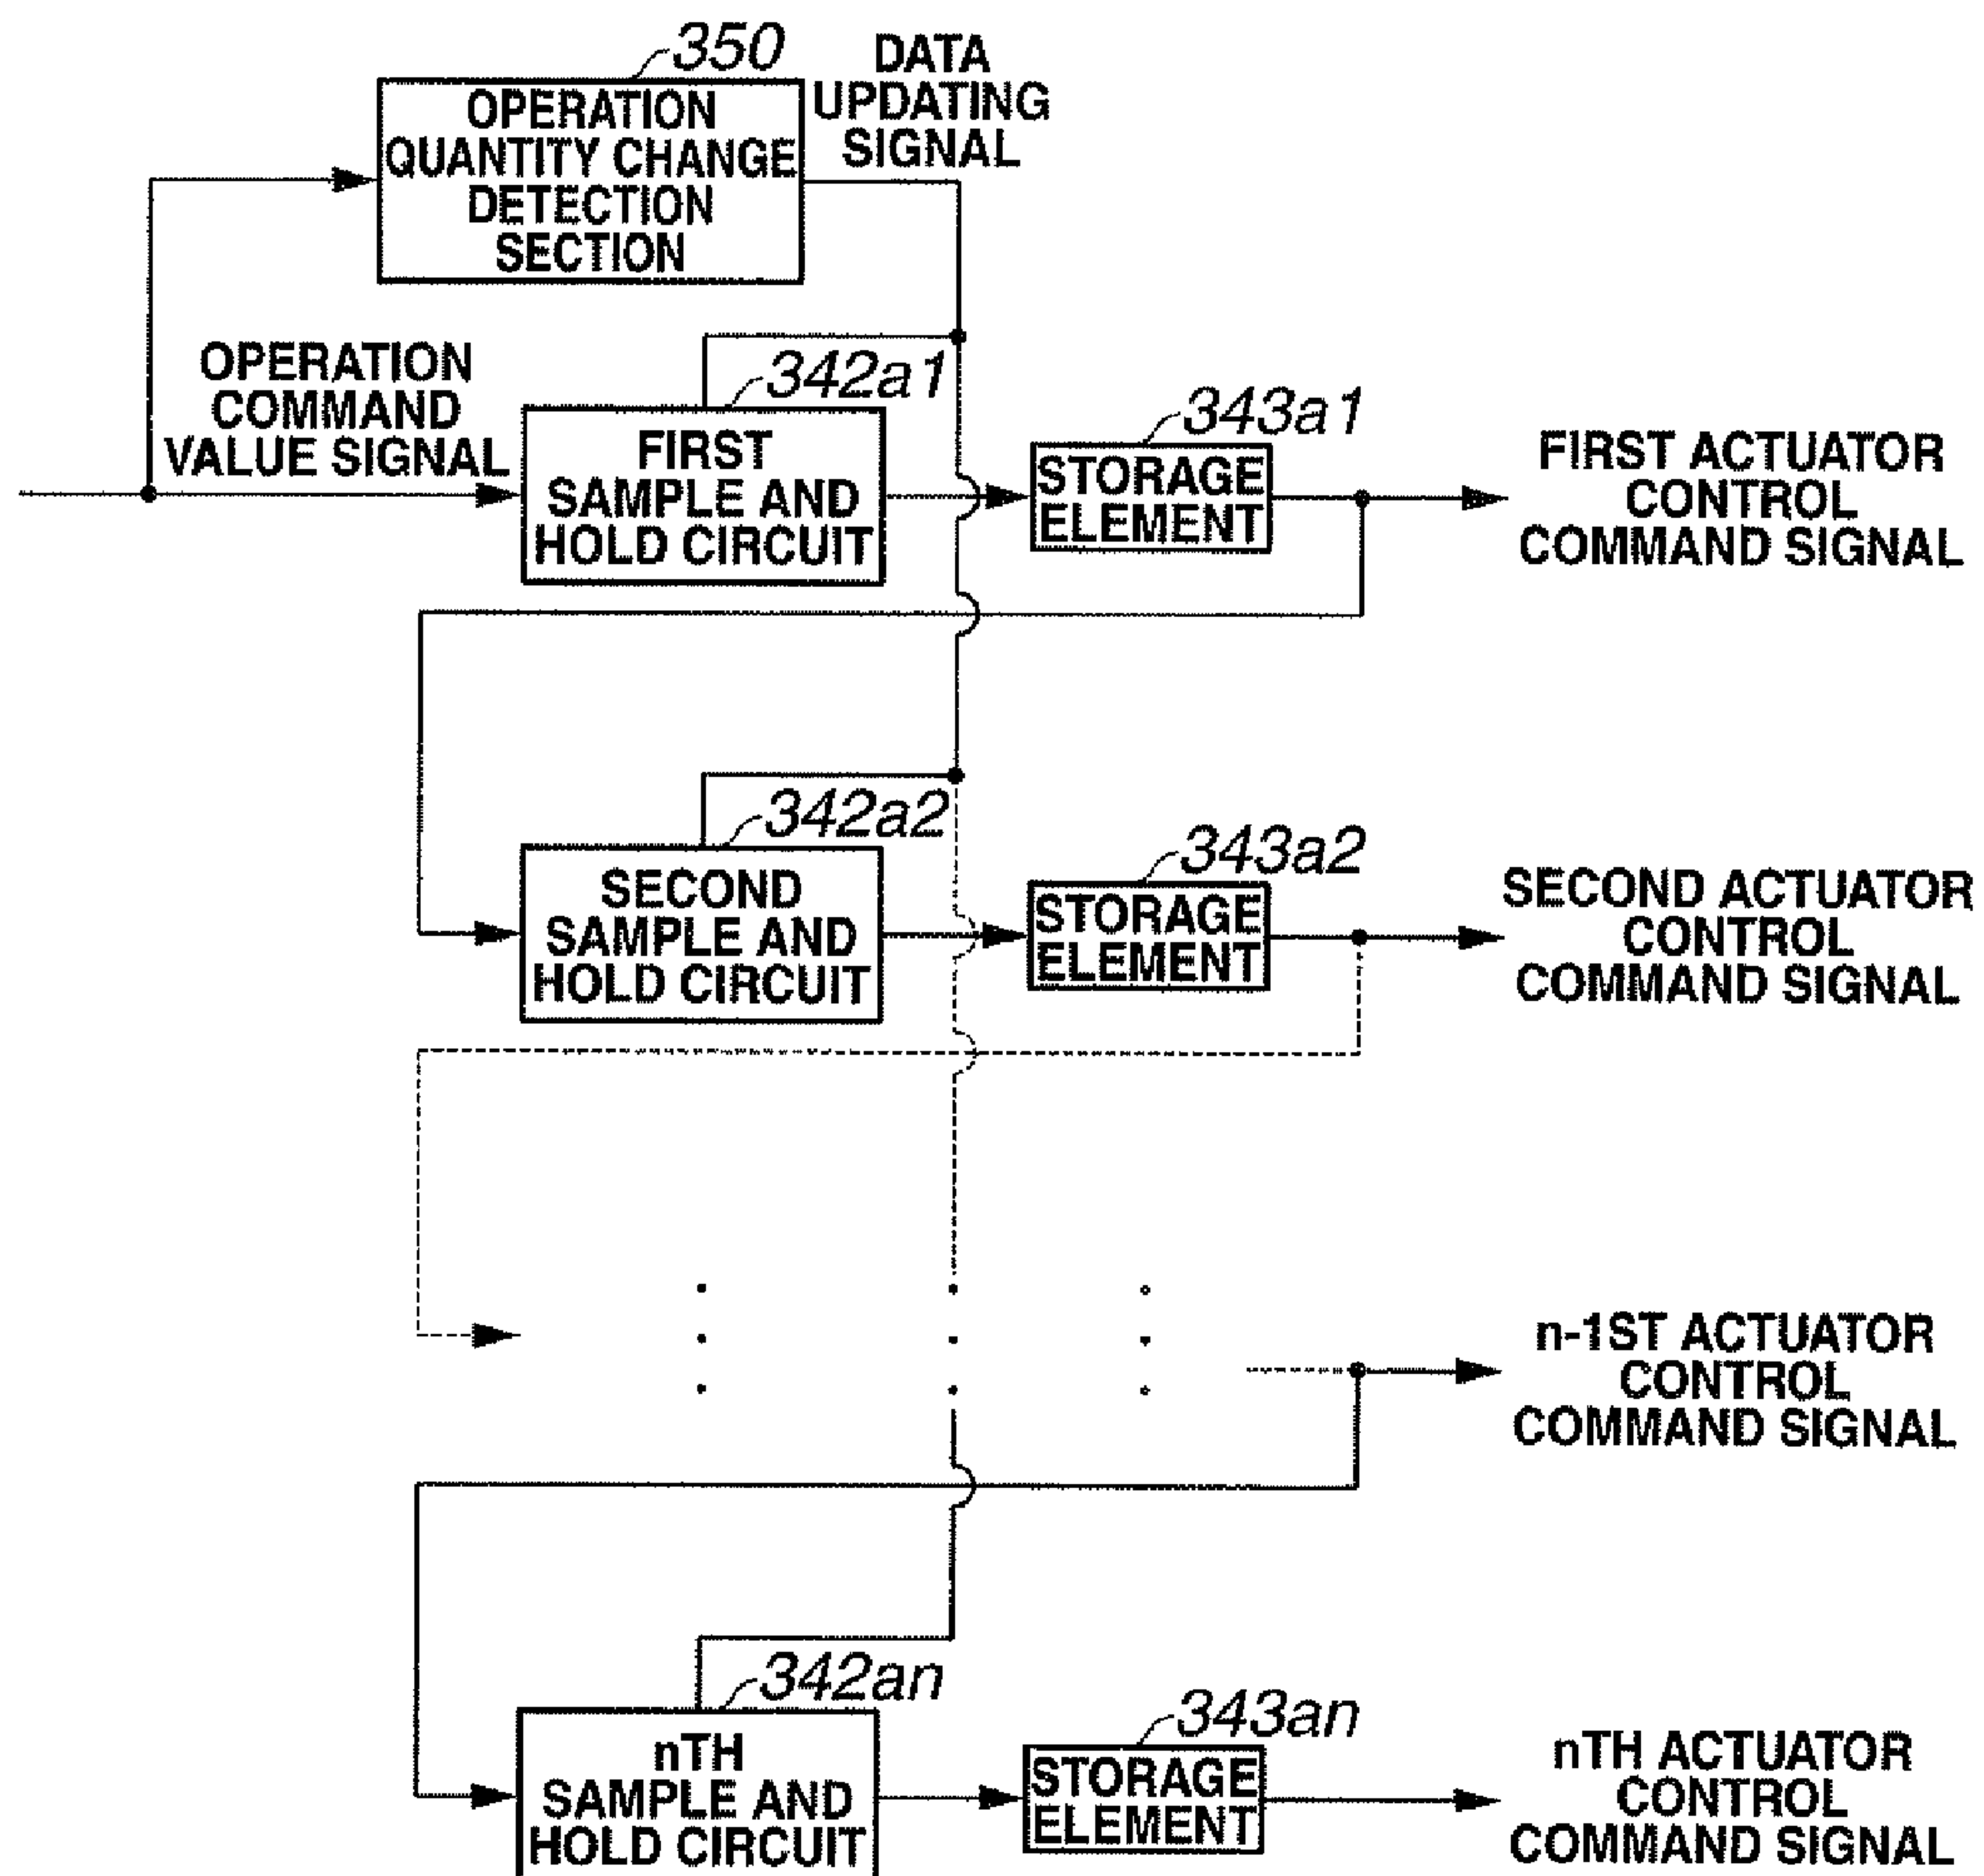 350
DATA
UPDATING
SIGNAL
OPERATION
QUANTITY CHANGE
DETECTION
SECTION
OPERATION
COMMAND
VALUE SIGNAL
342a1
FIRST
SAMPLE AND
HOLD CIRCUIT
343a1
STORAGE
ELEMENT
FIRST ACTUATOR
CONTROL
COMMAND SIGNAL
342a2
SECOND
SAMPLE AND
HOLD CIRCUIT
343a2
STORAGE
ELEMENT
SECOND ACTUATOR
CONTROL
COMMAND SIGNAL
n-1ST ACTUATOR
CONTROL
COMMAND SIGNAL
342an
nTH
SAMPLE AND
HOLD CIRCUIT
343an
STORAGE
ELEMENT
nTH ACTUATOR
CONTROL
COMMAND SIGNAL